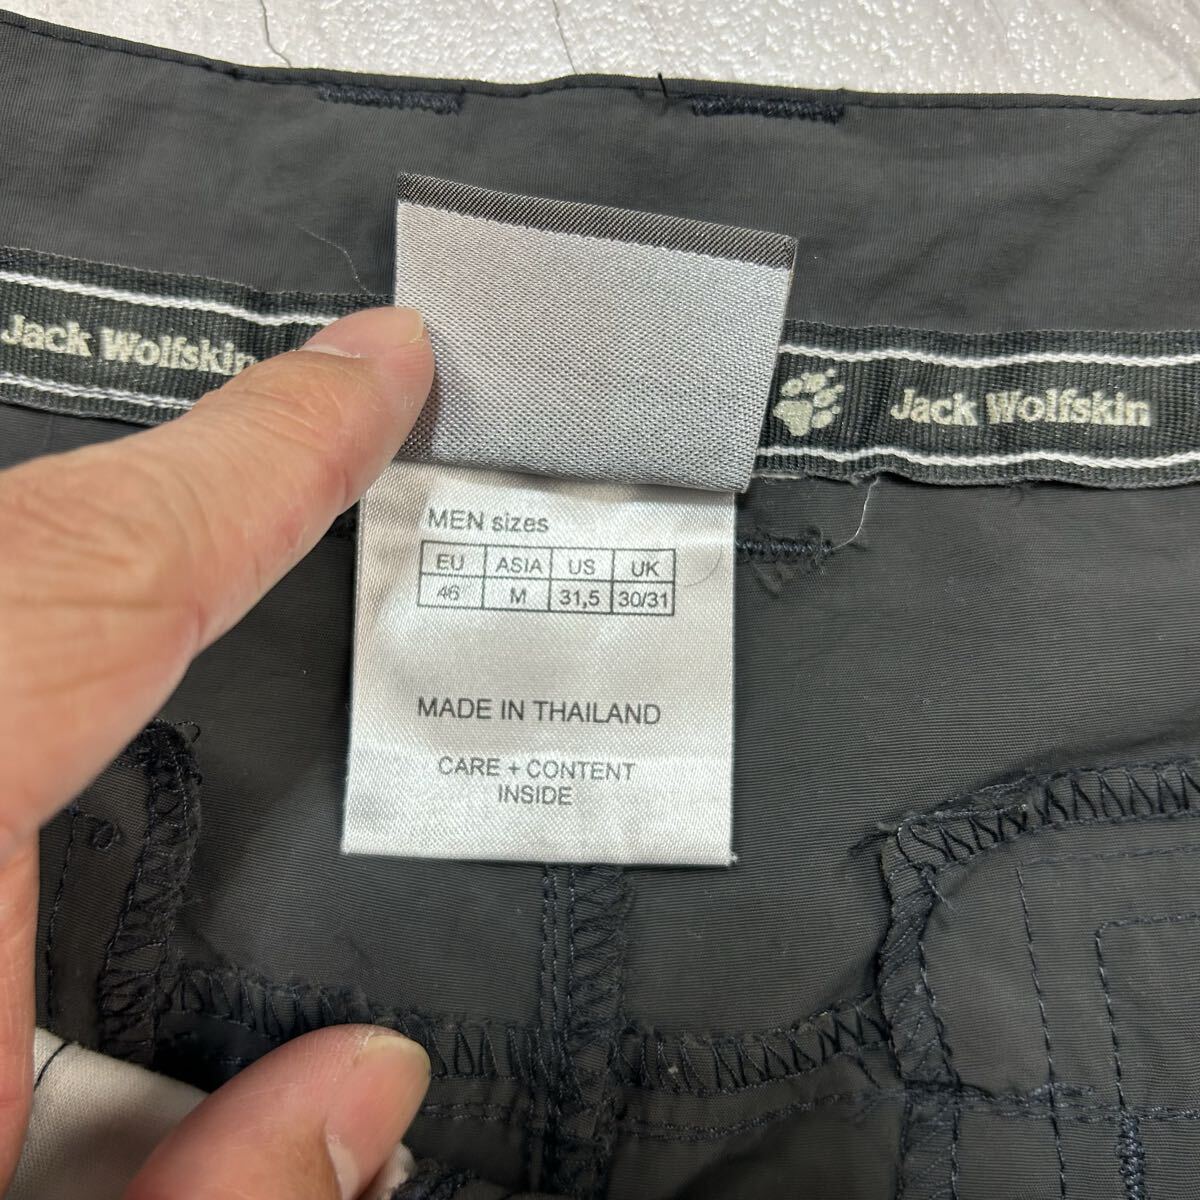 Jack Wolfskin
Jack Wolfskin
MEN sizes
EU ASIA US UK
46 M 31,5 30/31
MADE IN THAILAND
CARE + CONTENT
INSIDE